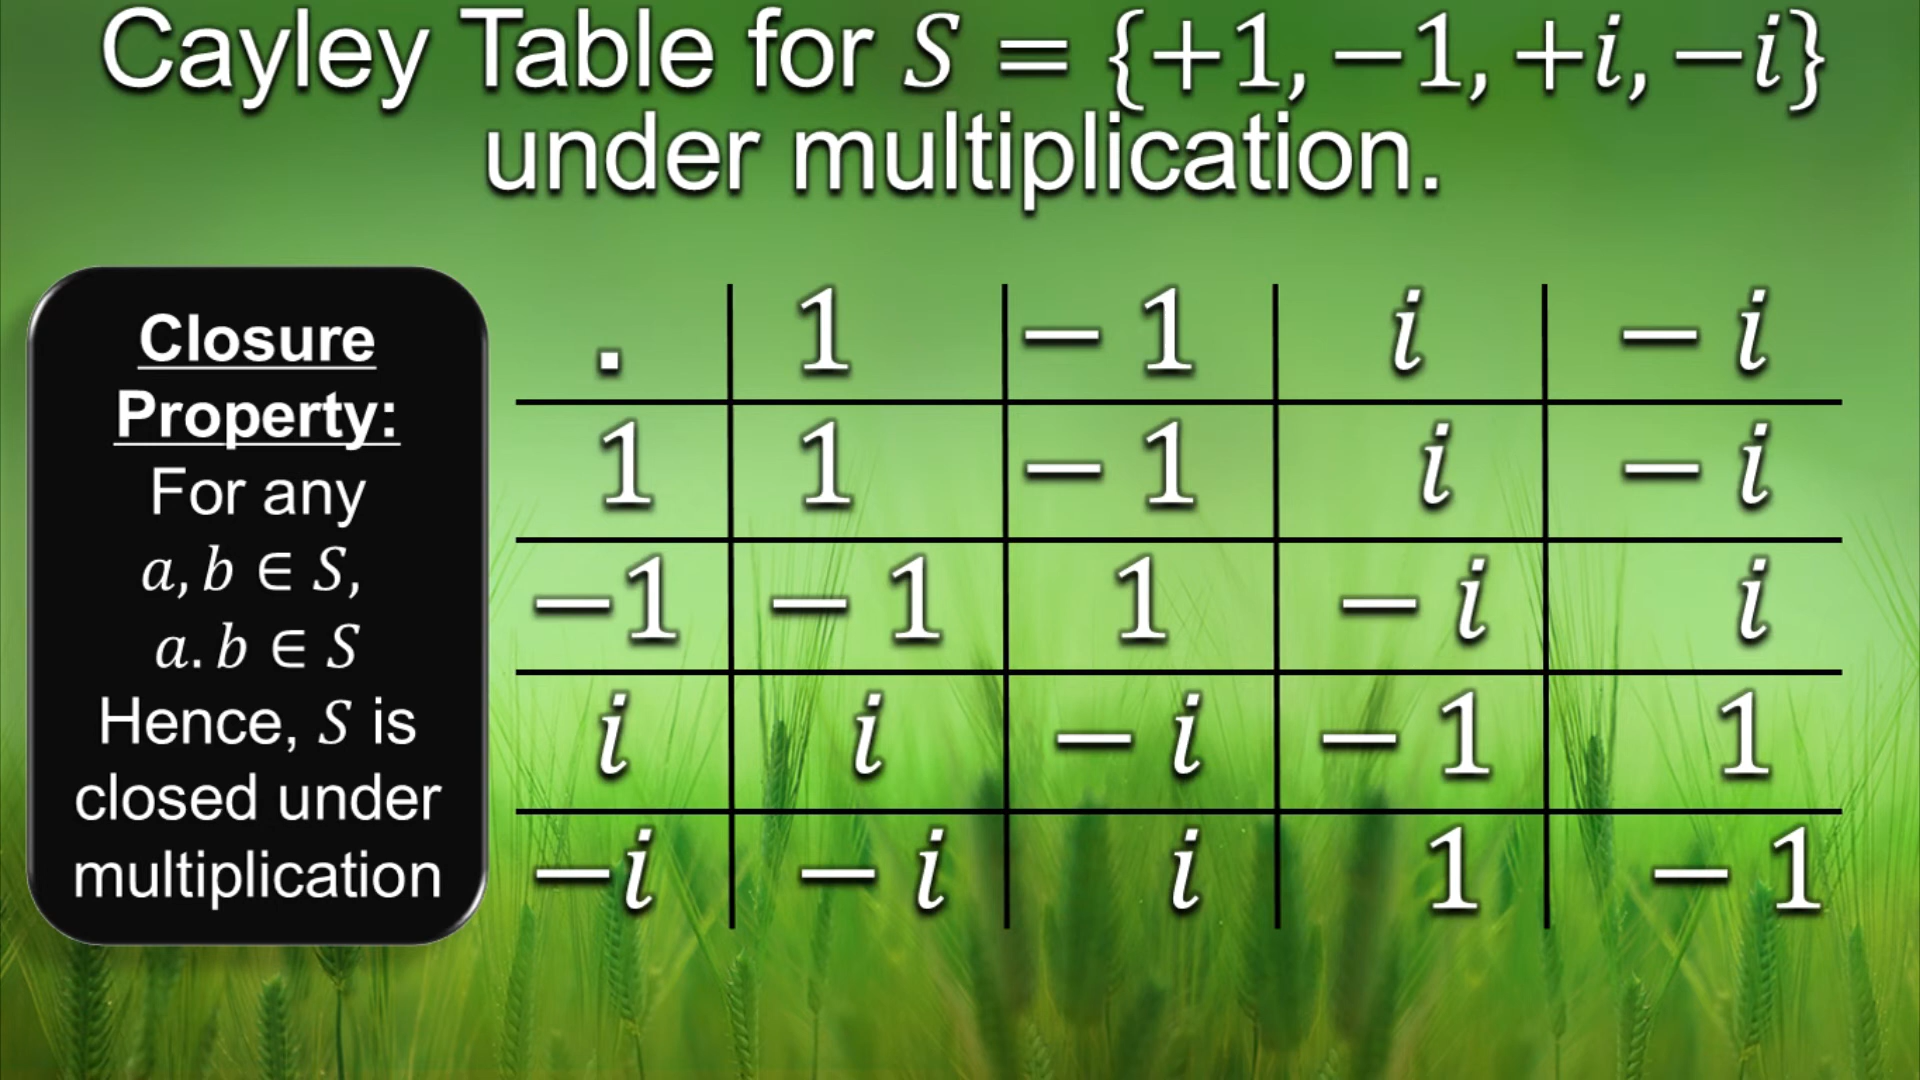 Cayley Table for 𝑆 = {+1, −1, +𝑖, −𝑖}
under multiplication.
Closure
Property:
For any
𝑎, 𝑏 ∈ 𝑆,
𝑎. 𝑏 ∈ 𝑆
Hence, 𝑆 is
closed under
multiplication
. 1 − 1 𝑖 − 𝑖
1 1 − 1 𝑖 − 𝑖
−1 − 1 1 − 𝑖 𝑖
𝑖 𝑖 − 𝑖 − 1 1
−𝑖 − 𝑖 𝑖 1 − 1